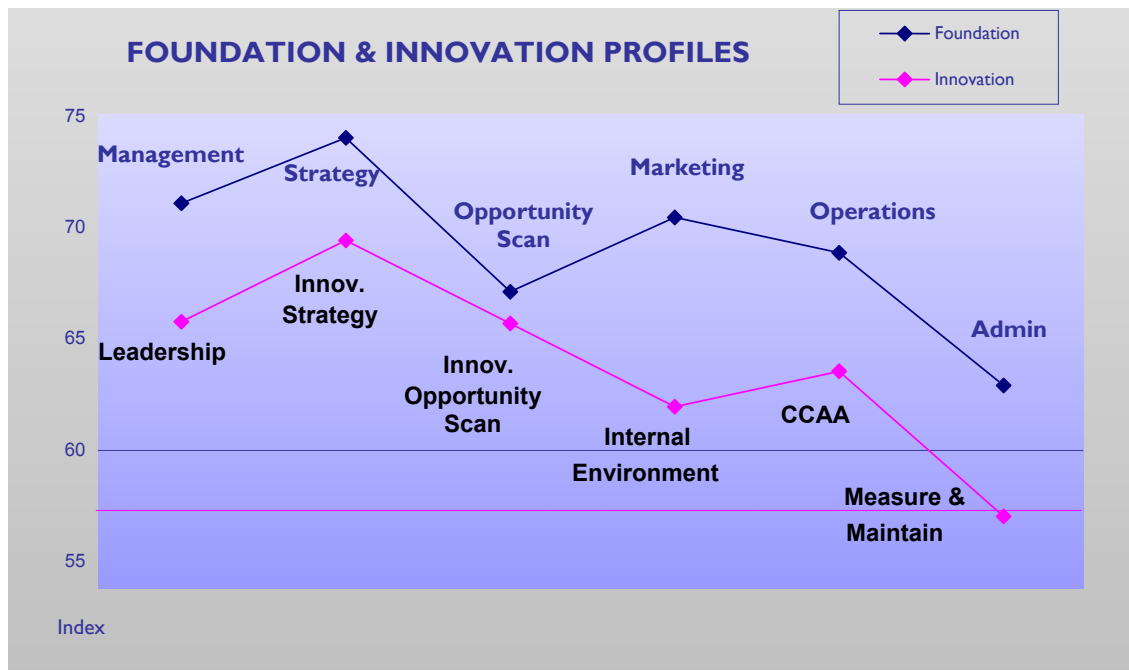 FOUNDATION & INNOVATION PROFILES
Foundation
Innovation
75
70
65
60
55
Management
Strategy
Opportunity
Scan
Marketing
Operations
Admin
Leadership
Innov.
Strategy
Innov.
Opportunity
Scan
Internal
Environment
CCAA
Measure &
Maintain
Index